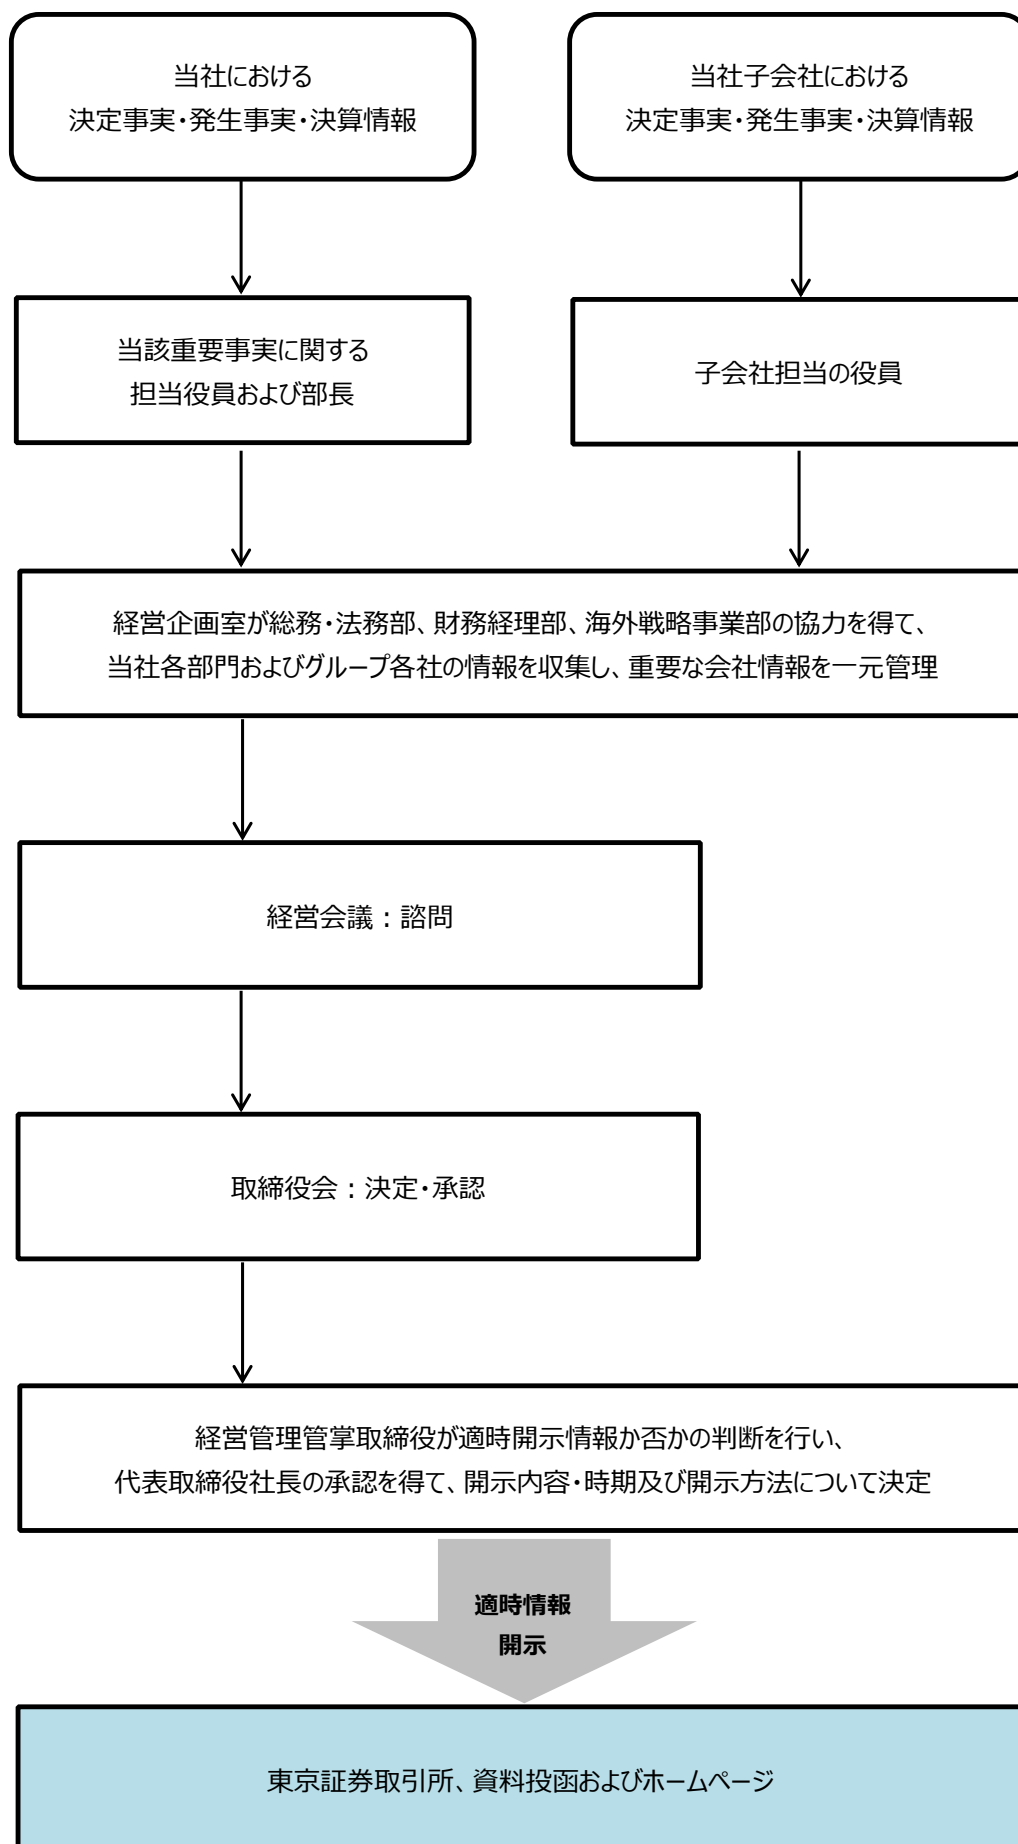 当社における
決定事実・発生事実・決算情報
当社子会社における
決定事実・発生事実・決算情報
当該重要事実に関する
担当役員および部長
子会社担当の役員
経営企画室が総務・法務部、財務経理部、海外戦略事業部の協力を得て、
当社各部門およびグループ各社の情報を収集し、重要な会社情報を一元管理
経営会議：諮問
取締役会：決定・承認
経営管理管掌取締役が適時開示情報か否かの判断を行い、
代表取締役社長の承認を得て、開示内容・時期及び開示方法について決定
適時情報
開示
東京証券取引所、資料投函およびホームページ